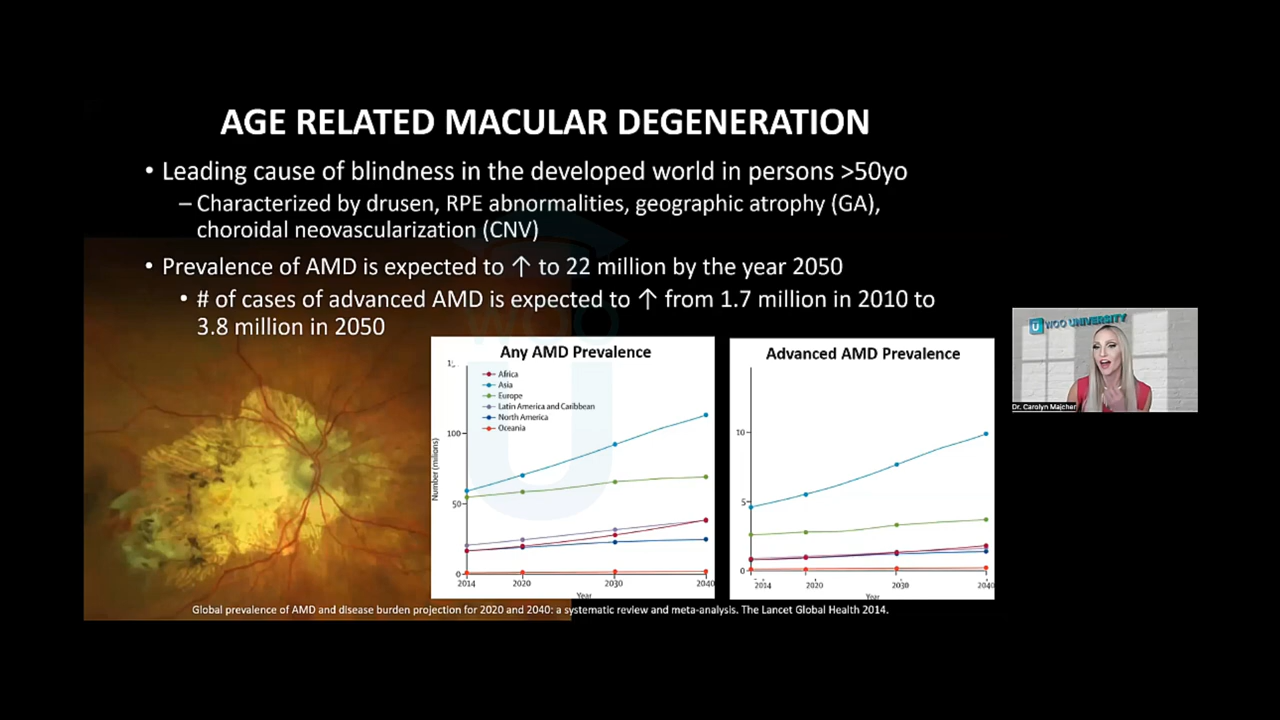 AGE RELATED MACULAR DEGENERATION
• Leading cause of blindness in the developed world in persons >50yo
– Characterized by drusen, RPE abnormalities, geographic atrophy (GA),
choroidal neovascularization (CNV)
• Prevalence of AMD is expected to ↑ to 22 million by the year 2050
• # of cases of advanced AMD is expected to ↑ from 1.7 million in 2010 to
3.8 million in 2050
WOO
U
Any AMD Prevalence
Africa
Asia
Europe
Latin America and Caribbean
North America
Oceania
Number (millions)
100
50
0
2014 2020 2030 2040
Year
Advanced AMD Prevalence
10
5
0
2014 2020 2030 2040
Year
Global prevalence of AMD and disease burden projection for 2020 and 2040: a systematic review and meta-analysis. The Lancet Global Health 2014.
U WOO UNIVERSITY
Dr. Carolyn Majcher